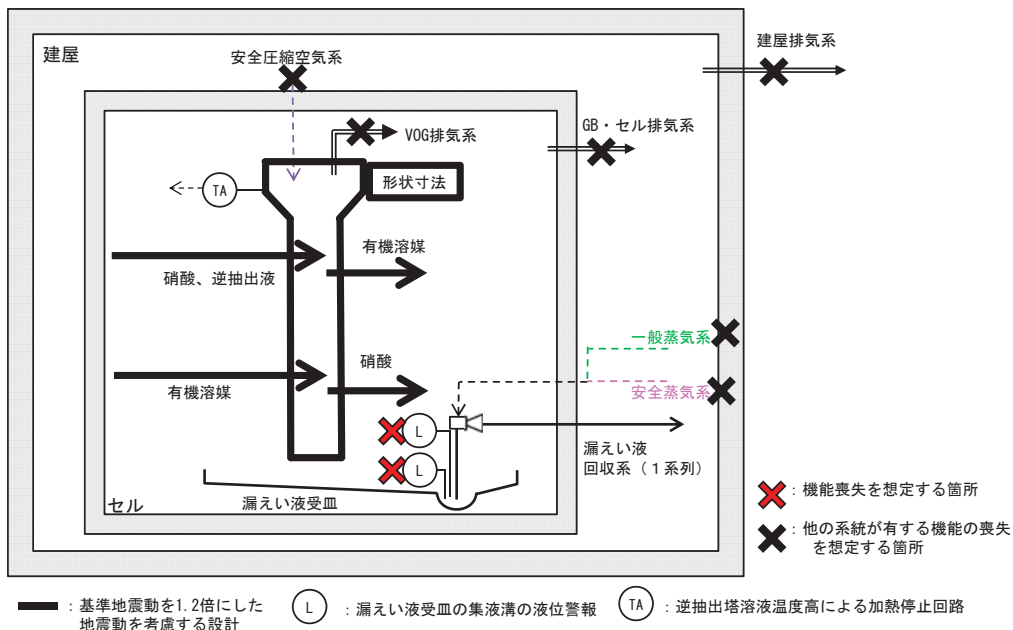 建屋
建屋排気系
安全圧縮空気系
GB・セル排気系
VOG排気系
形状寸法
TA
有機溶媒
硝酸、逆抽出液
一般蒸気系
硝酸
有機溶媒
安全蒸気系
L
漏えい液
回収系(1系列)
L
漏えい液受皿
セル
:機能喪失を想定する箇所
:他の系統が有する機能の喪失
を想定する箇所
:基準地震動を1.2倍にした
地震動を考慮する設計
L
:漏えい液受皿の集液溝の液位警報
TA
:逆抽出塔溶液温度高による加熱停止回路